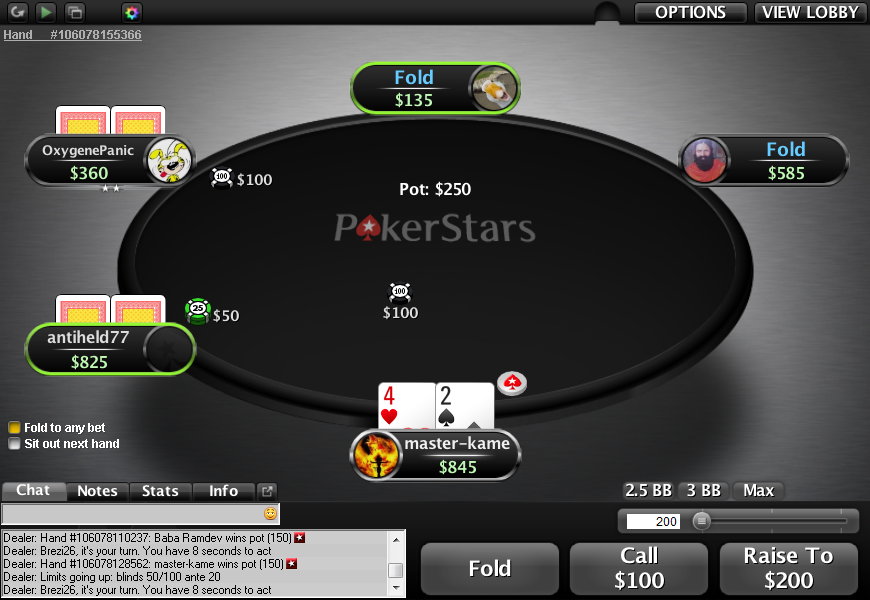 OPTIONS
VIEW LOBBY
Hand #106078155366
Fold
$135
OxygenePanic
$360
Fold
$585
100
$100
Pot: $250
PokerStars
100
$100
25
$50
antiheld77
$825
4
2
Fold to any bet
Sit out next hand
master-kame
$845
Chat
Notes
Stats
Info
2.5 BB
3 BB
Max
200
Dealer: Hand #106078110237: Baba Ramdev wins pot (150)
Dealer: Brezi26, it's your turn. You have 8 seconds to act
Dealer: Hand #106078128562: master-kame wins pot (150)
Dealer: Limits going up: blinds 50/100 ante 20
Dealer: Brezi26, it's your turn. You have 8 seconds to act
Fold
Call
$100
Raise To
$200